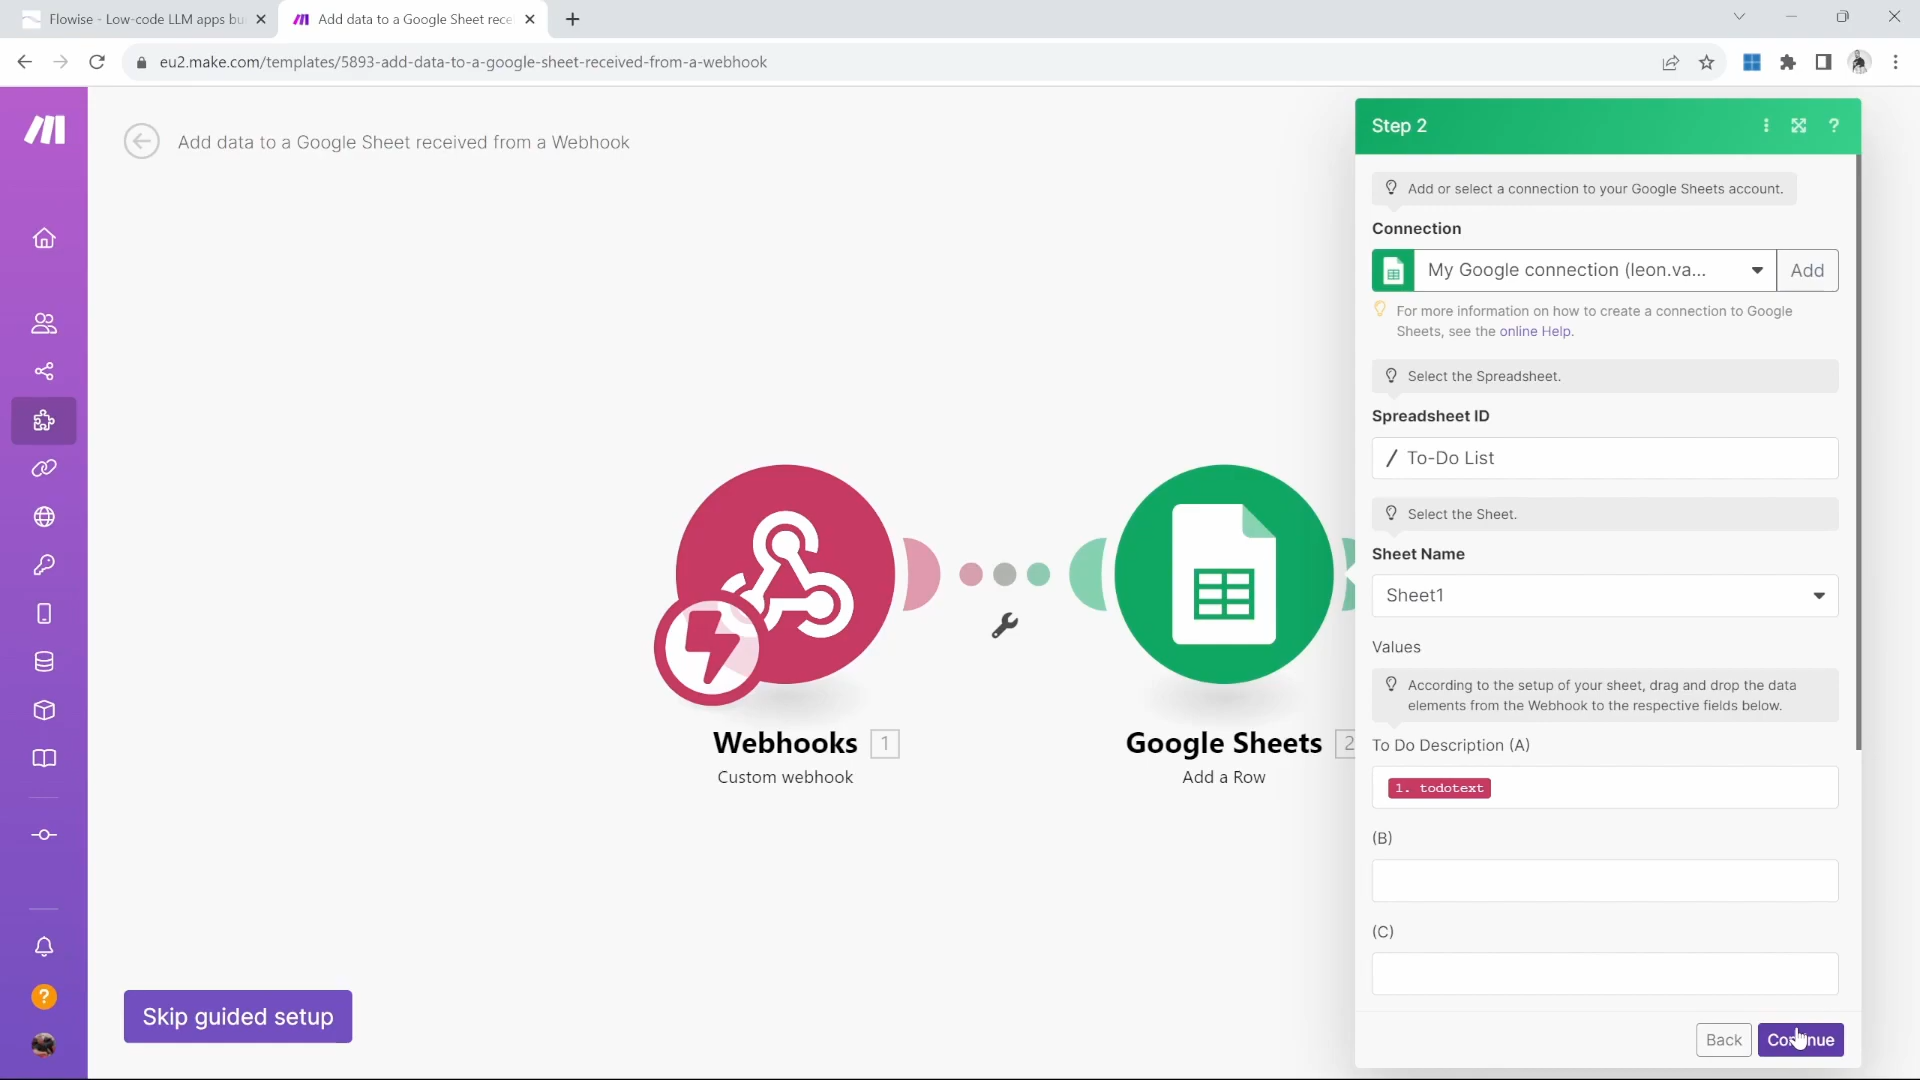 Flowise - Low-code LLM apps bu
Add data to a Google Sheet rece
eu2.make.com/templates/5893-add-data-to-a-google-sheet-received-from-a-webhook
Add data to a Google Sheet received from a Webhook
Step 2
?
Add or select a connection to your Google Sheets account.
Connection
My Google connection (leon.va...
Add
For more information on how to create a connection to Google
Sheets, see the online Help.
Select the Spreadsheet.
Spreadsheet ID
/ To-Do List
Select the Sheet.
Sheet Name
Sheet1
Values
According to the setup of your sheet, drag and drop the data
elements from the Webhook to the respective fields below.
To Do Description (A)
1. todotext
(B)
(C)
Back
Continue
Webhooks 1
Custom webhook
Google Sheets 2
Add a Row
?
Skip guided setup